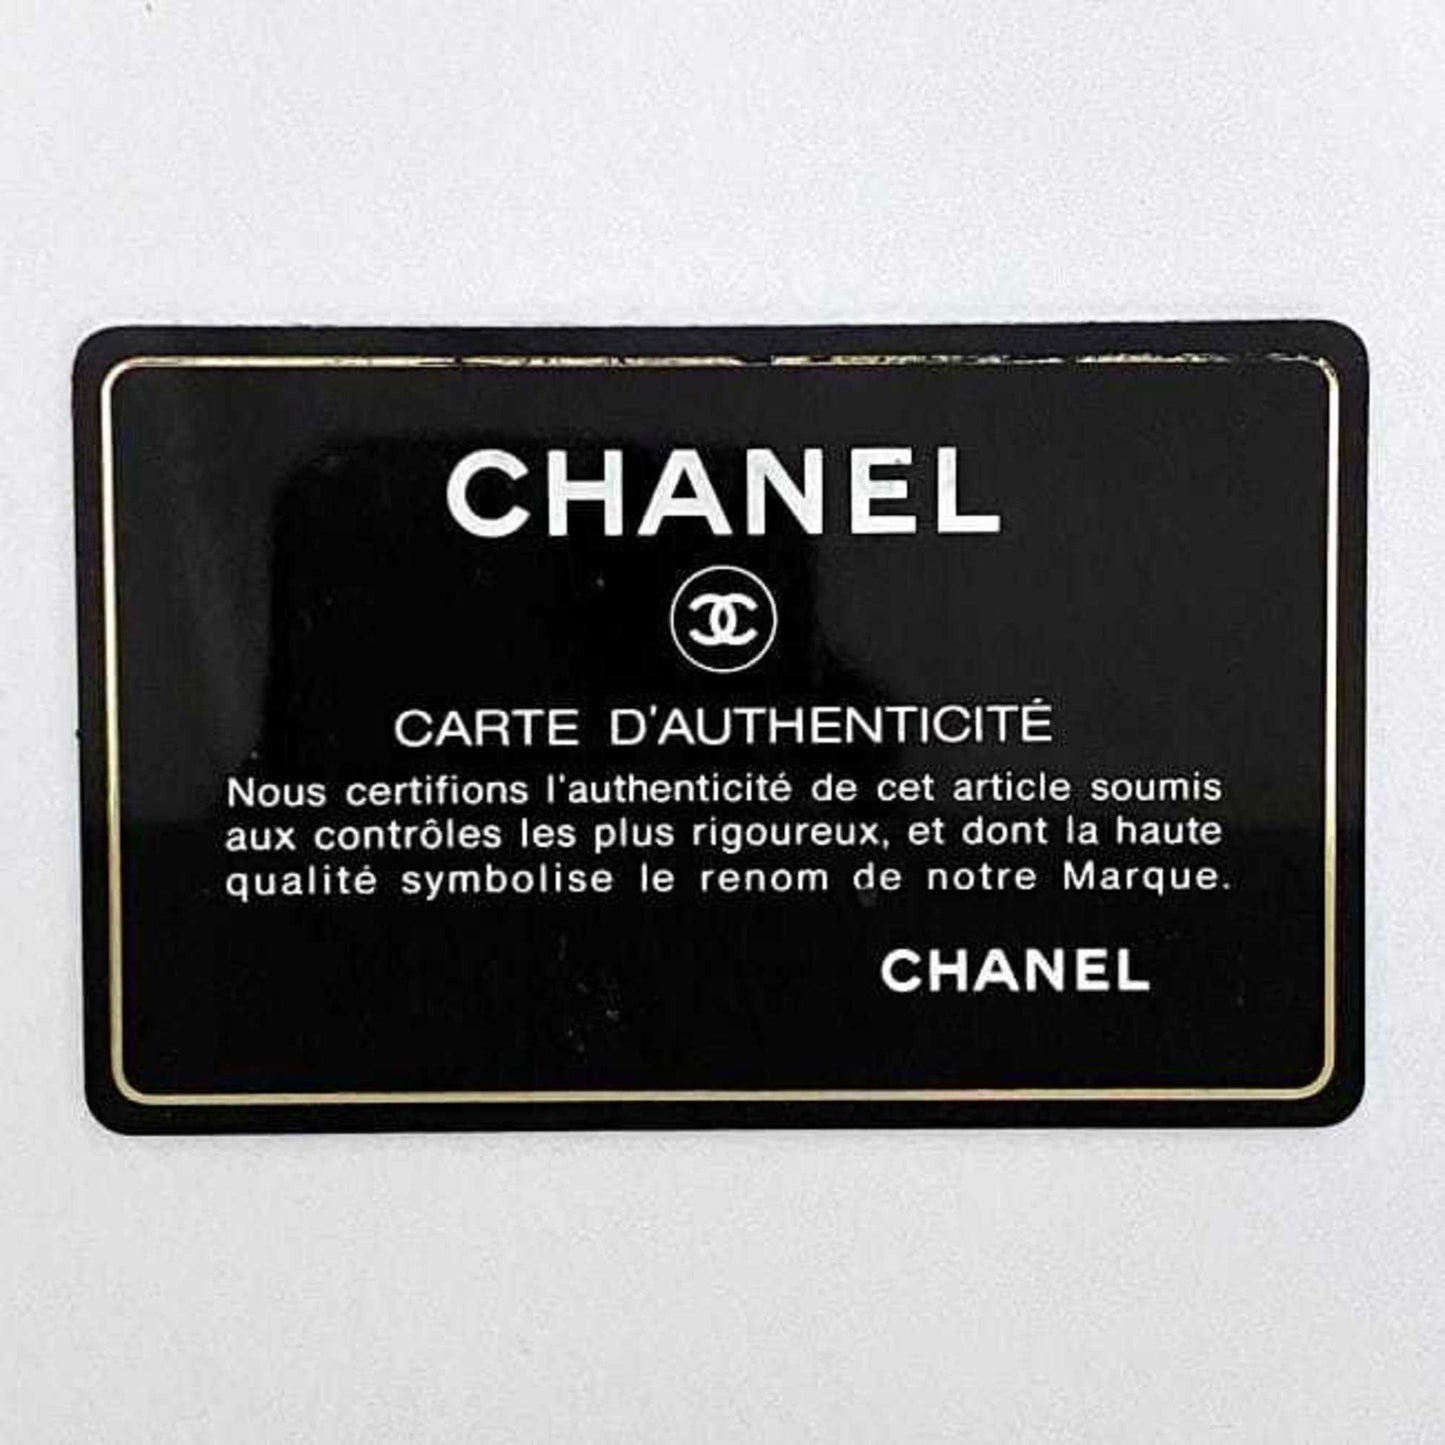 CHANEL
CARTE D'AUTHENTICITÉ
Nous certifions l'authenticité de cet article soumis
aux contrôles les plus rigoureux, et dont la haute
qualité symbolise le renom de notre Marque.
CHANEL